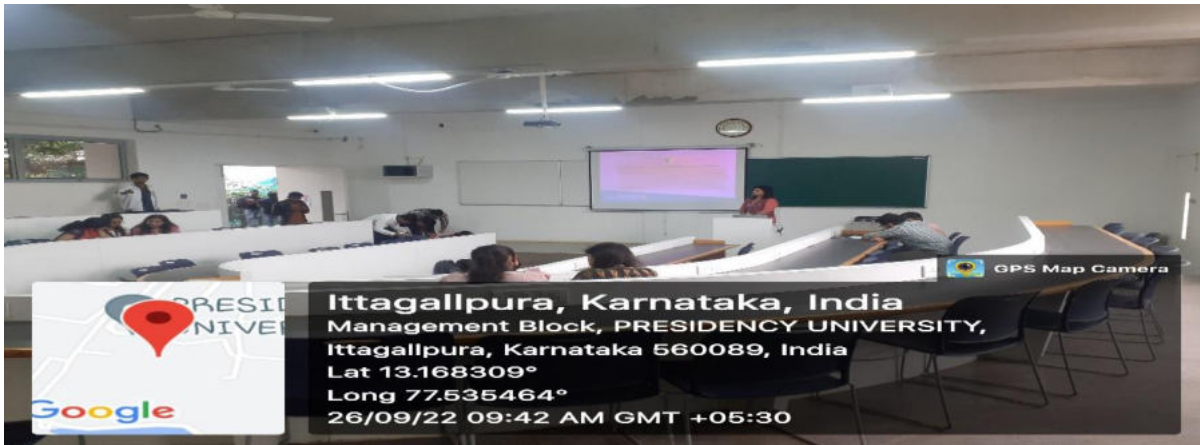 GPS Map Camera
PRESID
NIVER
Google
Ittagallpura, Karnataka, India
Management Block, PRESIDENCY UNIVERSITY,
Ittagallpura, Karnataka 560089, India
Lat 13.168309°
Long 77.535464°
26/09/22 09:42 AM GMT +05:30